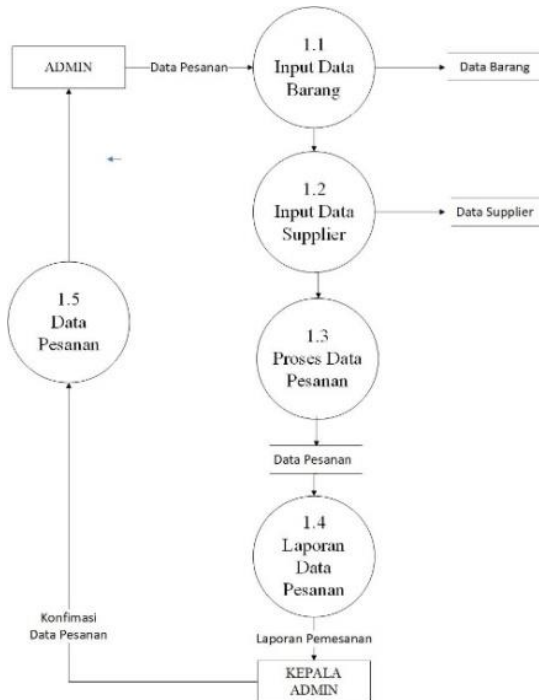 ADMIN
Data Pesanan
1.1
Input Data
Barang
Data Barang
1.2
Input Data
Supplier
Data Supplier
1.5
Data
Pesanan
1.3
Proses Data
Pesanan
Data Pesanan
1.4
Laporan
Data
Pesanan
Konfimasi
Data Pesanan
Laporan Pemesanan
KEPALA
ADMIN